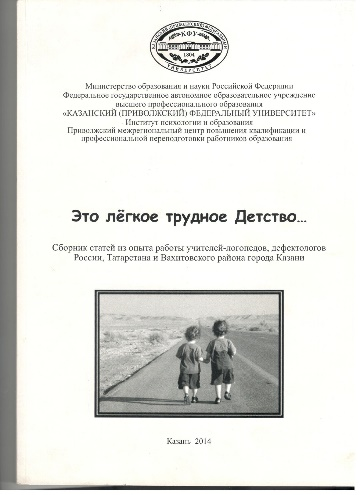 КФУ
1804
Министерство образования и науки Российской Федерации
Федеральное государственное автономное образовательное учреждение
высшего профессионального образования
«КАЗАНСКИЙ (ПРИВОЛЖСКИЙ) ФЕДЕРАЛЬНЫЙ УНИВЕРСИТЕТ»
Институт психологии и образования
Приволжский межрегиональный центр повышения квалификации и
профессиональной переподготовки работников образования
Это лёгкое трудное Детство...
Сборник статей из опыта работы учителей-логопедов, дефектологов
России, Татарстана и Вахитовского района города Казани
Казань 2014